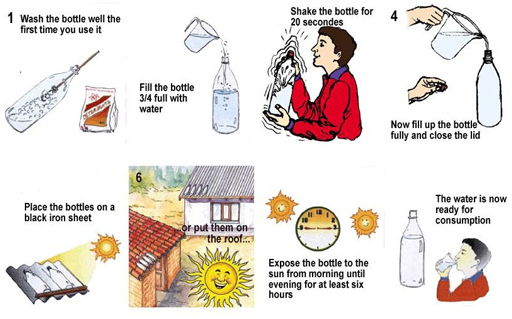 1 Wash the bottle well the
first time you use it
Fill the bottle
3/4 full with
water
Shake the bottle for
20 secondes
4
Now fill up the bottle
fully and close the lid
Place the bottles on a
black iron sheet
6
or put them on
the roof...
Expose the bottle to the
sun from morning until
evening for at least six
hours
The water is now
ready for
consumption